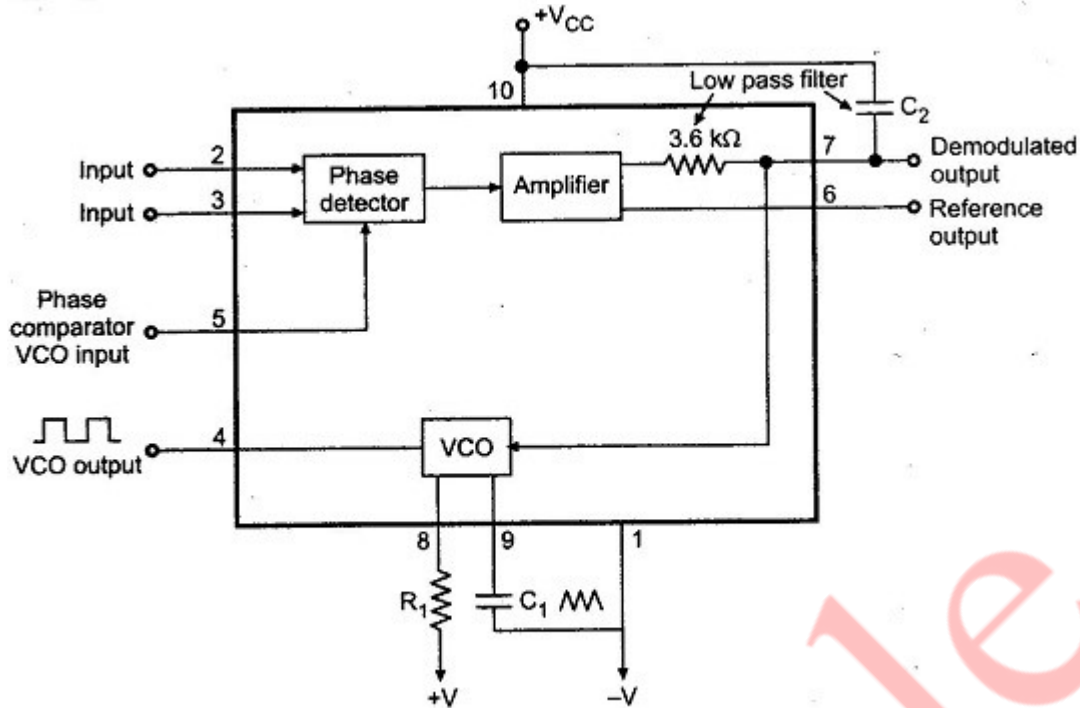 +VCC
10
Low pass filter
C2
3.6 kΩ
7
Demodulated
output
Input
2
Phase
detector
Amplifier
Input
3
6
Reference
output
Phase
comparator
VCO input
5
4
VCO output
VCO
8
9
1
R1
C1
+V
–V
le